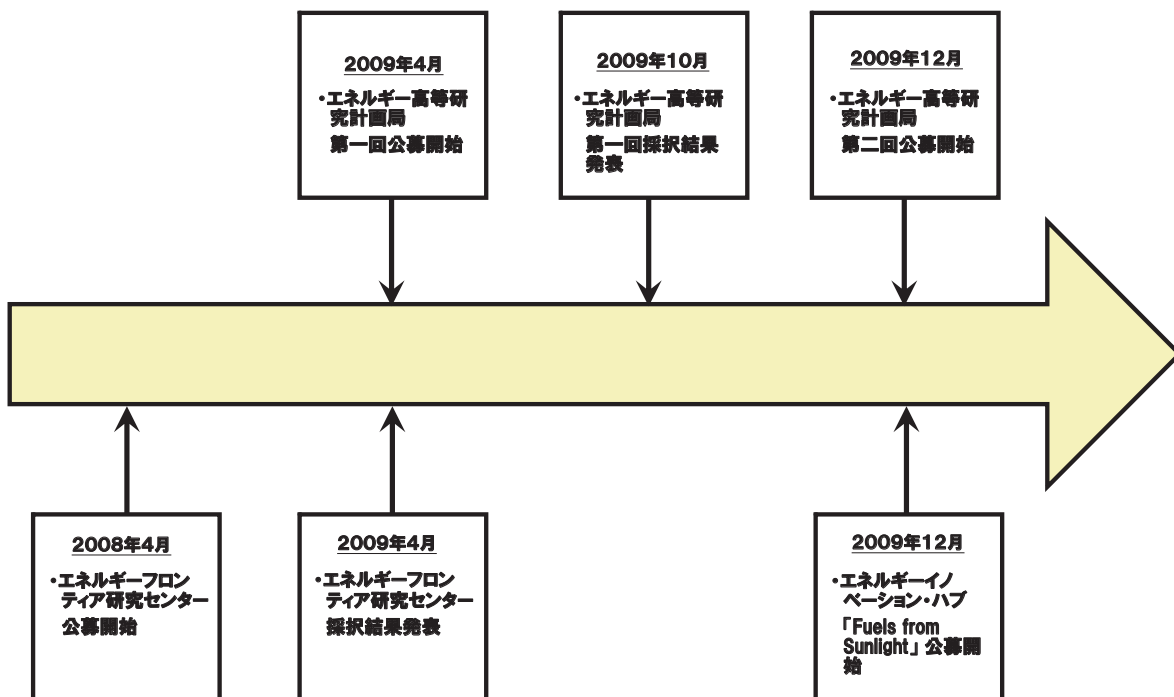 2009年4月
・エネルギー高等研
究計画局
第一回公募開始
2009年10月
・エネルギー高等研
究計画局
第一回採択結果
発表
2009年12月
・エネルギー高等研
究計画局
第二回公募開始
2008年4月
・エネルギーフロン
ティア研究センター
公募開始
2009年4月
・エネルギーフロン
ティア研究センター
採択結果発表
2009年12月
・エネルギーイノ
ベーション・ハブ
「Fuels from
Sunlight」公募開
始